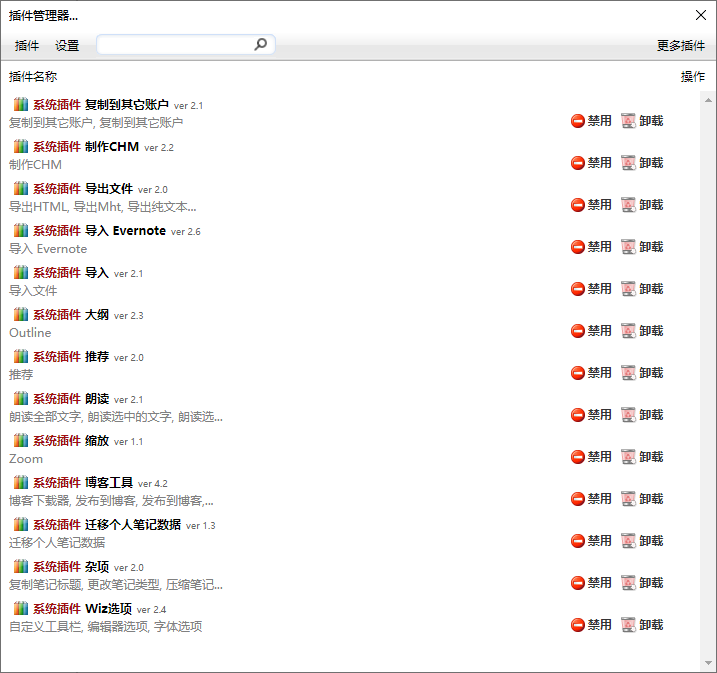 插件管理器...
插件 设置 更多插件
插件名称 操作
系统插件 复制到其它账户 ver 2.1
复制到其它账户, 复制到其它账户 禁用 卸载
系统插件 制作CHM ver 2.2
制作CHM 禁用 卸载
系统插件 导出文件 ver 2.0
导出HTML, 导出Mht, 导出纯文本... 禁用 卸载
系统插件 导入 Evernote ver 2.6
导入 Evernote 禁用 卸载
系统插件 导入 ver 2.1
导入文件 禁用 卸载
系统插件 大纲 ver 2.3
Outline 禁用 卸载
系统插件 推荐 ver 2.0
推荐 禁用 卸载
系统插件 朗读 ver 2.1
朗读全部文字, 朗读选中的文字, 朗读选... 禁用 卸载
系统插件 缩放 ver 1.1
Zoom 禁用 卸载
系统插件 博客工具 ver 4.2
博客下载器, 发布到博客, 发布到博客,... 禁用 卸载
系统插件 迁移个人笔记数据 ver 1.3
迁移个人笔记数据 禁用 卸载
系统插件 杂项 ver 2.0
复制笔记标题, 更改笔记类型, 压缩笔记... 禁用 卸载
系统插件 Wiz选项 ver 2.4
自定义工具栏, 编辑器选项, 字体选项 禁用 卸载